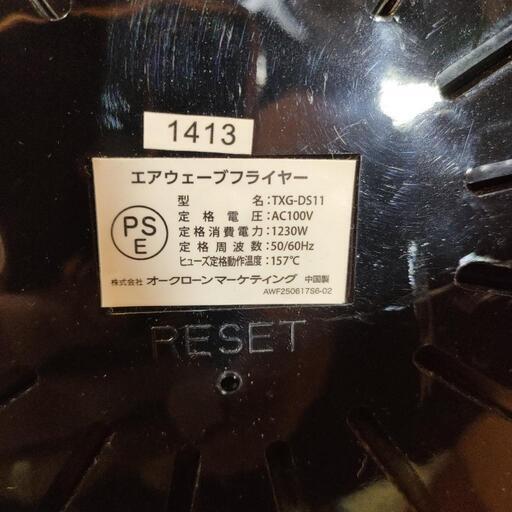 1413
エアウェーブフライヤー
PS
E
型 名:TXG-DS11
定格電圧:AC100V
定格消費電力:1230W
定格周波数:50/60Hz
ヒューズ定格動作温度:157℃
株式会社 オークローンマーケティング 中国製
AWF250617S6-02
RESET